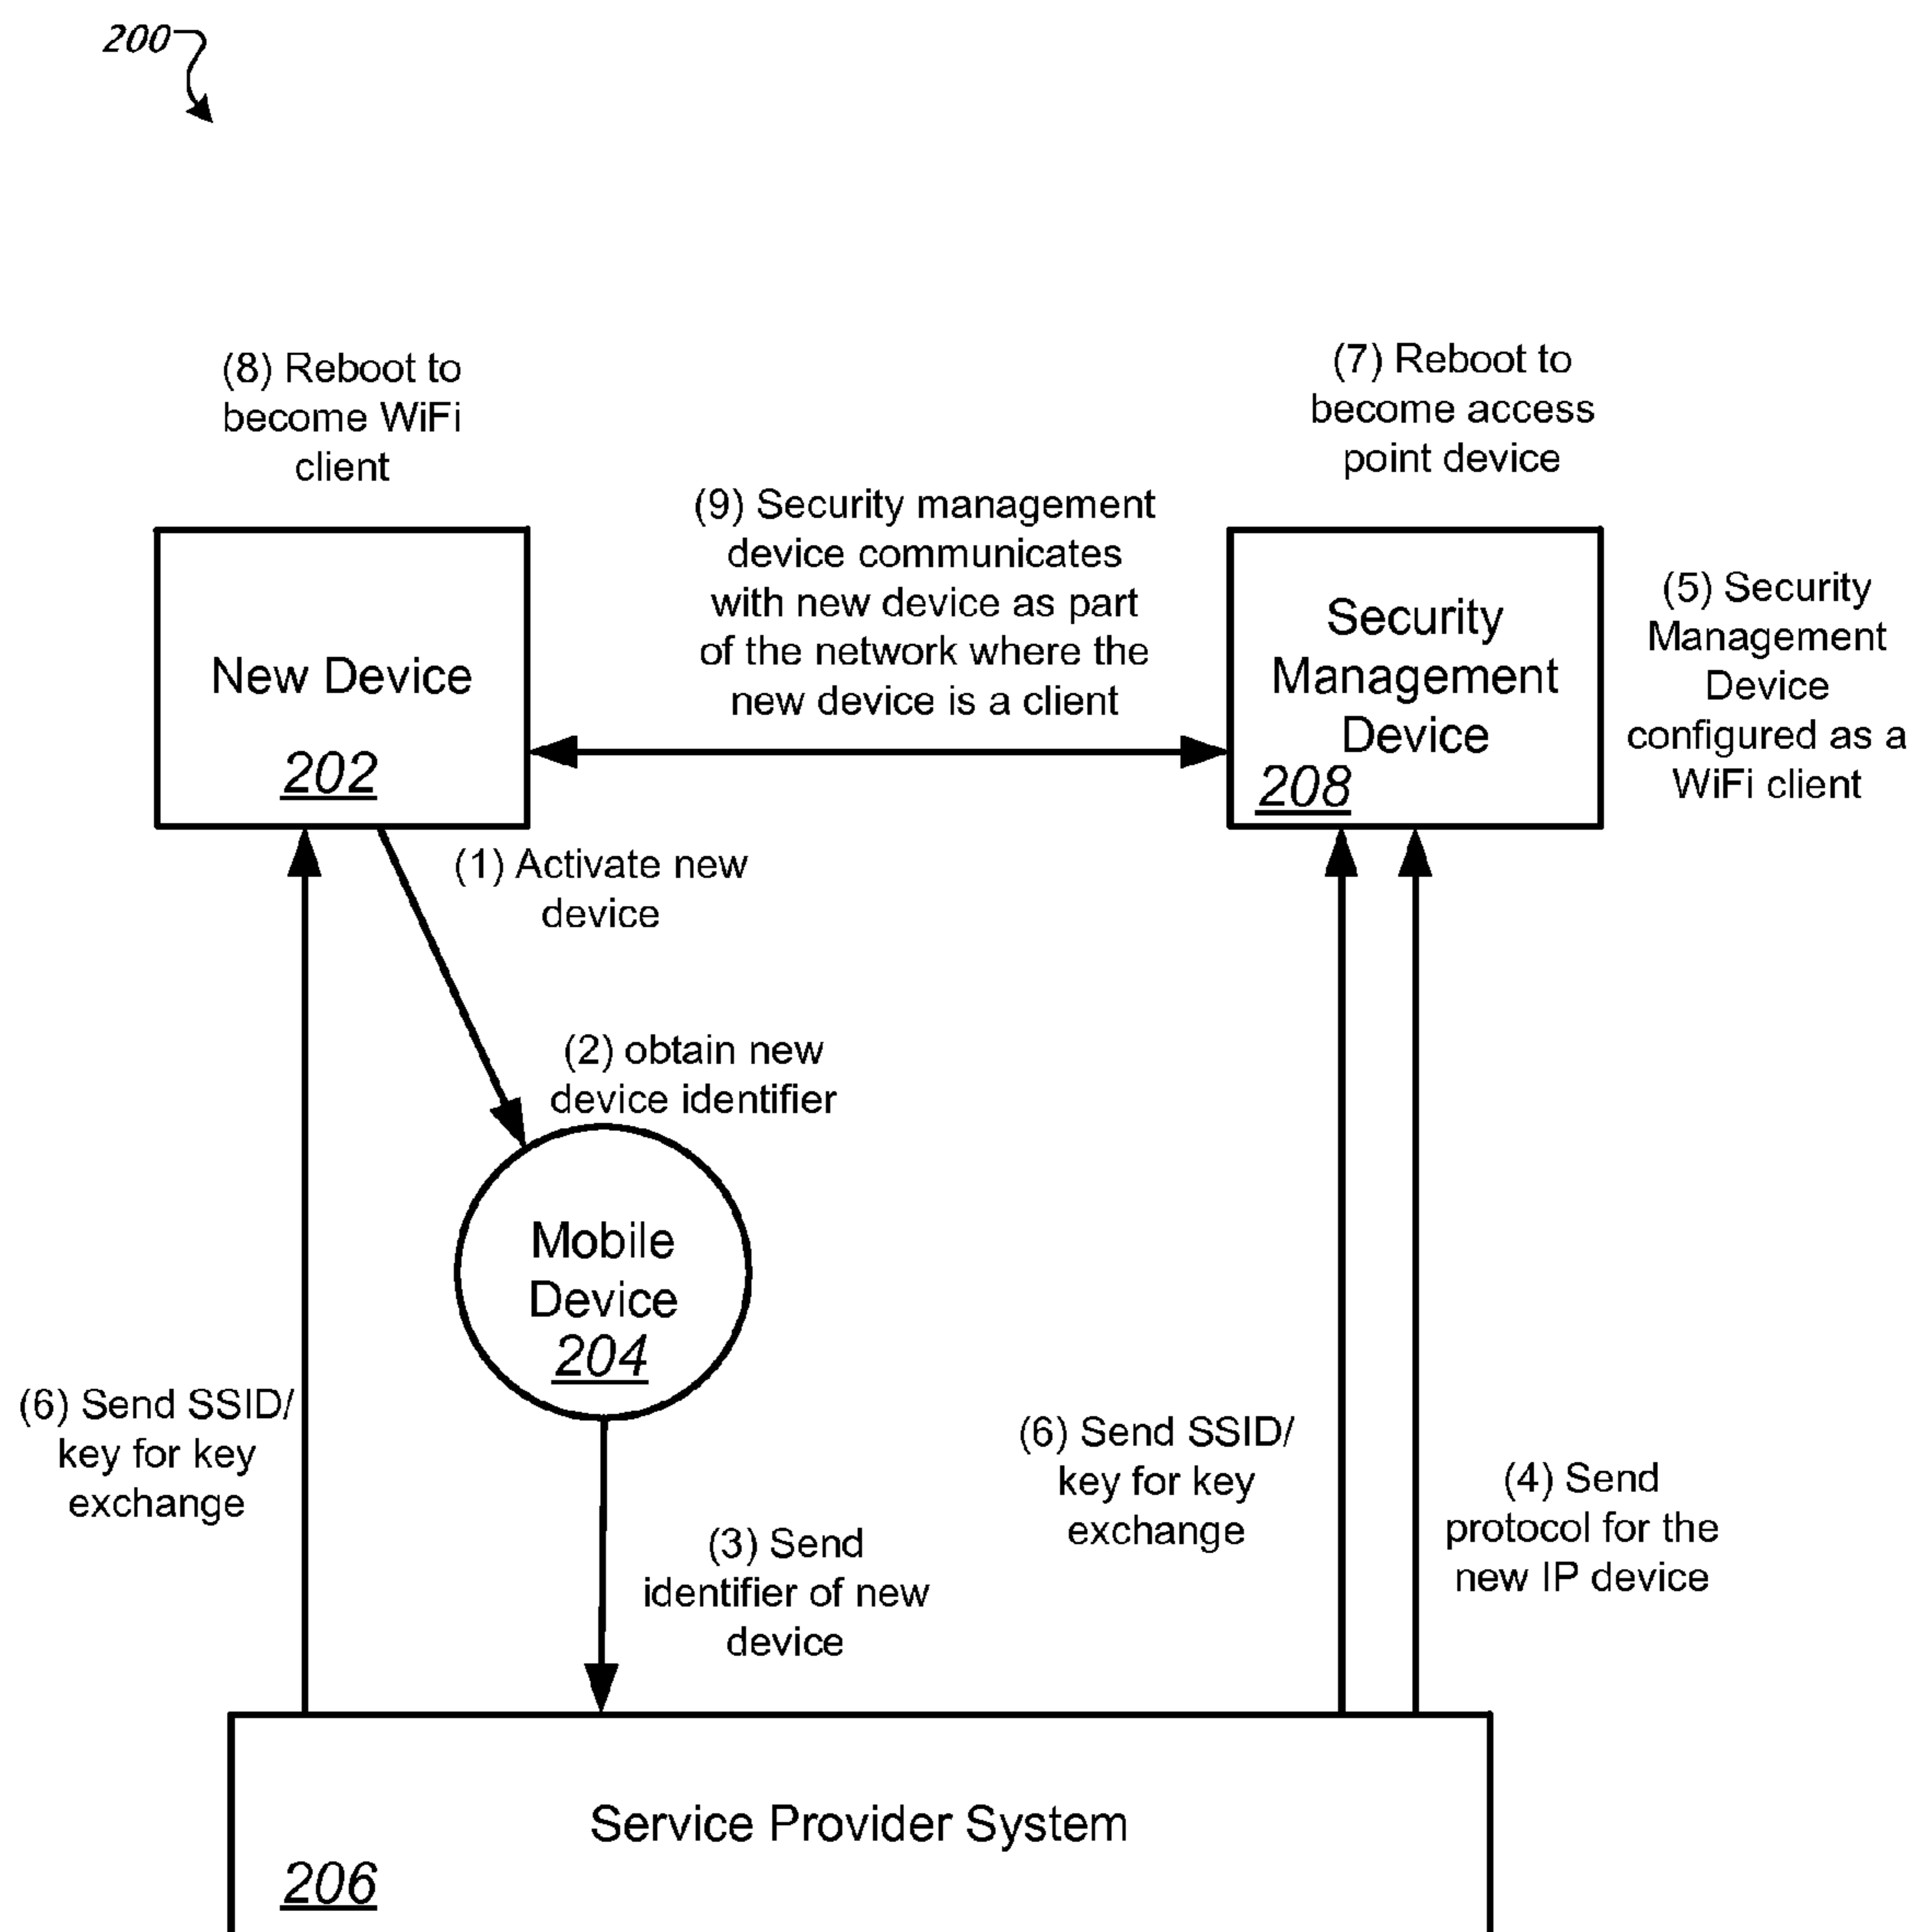 200
(8) Reboot to
become WiFi
client
(7) Reboot to
become access
point device
(9) Security management
device communicates
with new device as part
of the network where the
new device is a client
New Device
202
Security
Management
Device
208
(5) Security
Management
Device
configured as a
WiFi client
(1) Activate new
device
(2) obtain new
device identifier
Mobile
Device
204
(6) Send SSID/
key for key
exchange
(3) Send
identifier of new
device
(6) Send SSID/
key for key
exchange
(4) Send
protocol for the
new IP device
Service Provider System
206